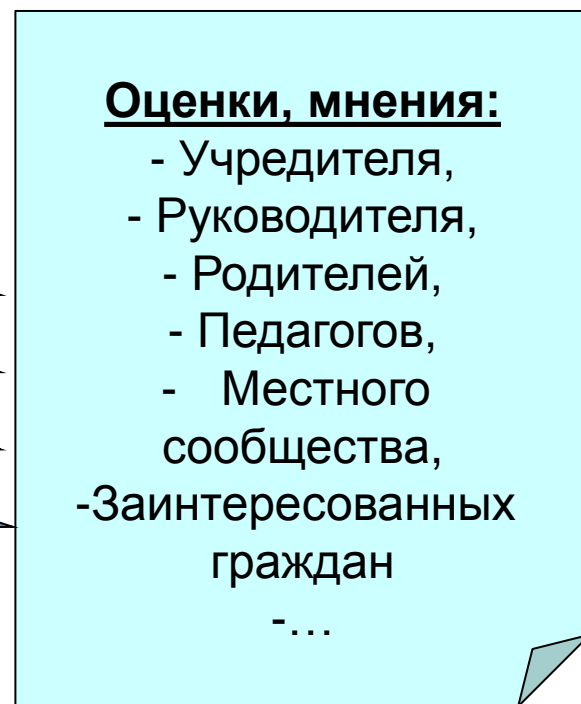 Оценки, мнения:
- Учредителя,
- Руководителя,
- Родителей,
- Педагогов,
- Местного
сообщества,
-Заинтересованных
граждан
-…